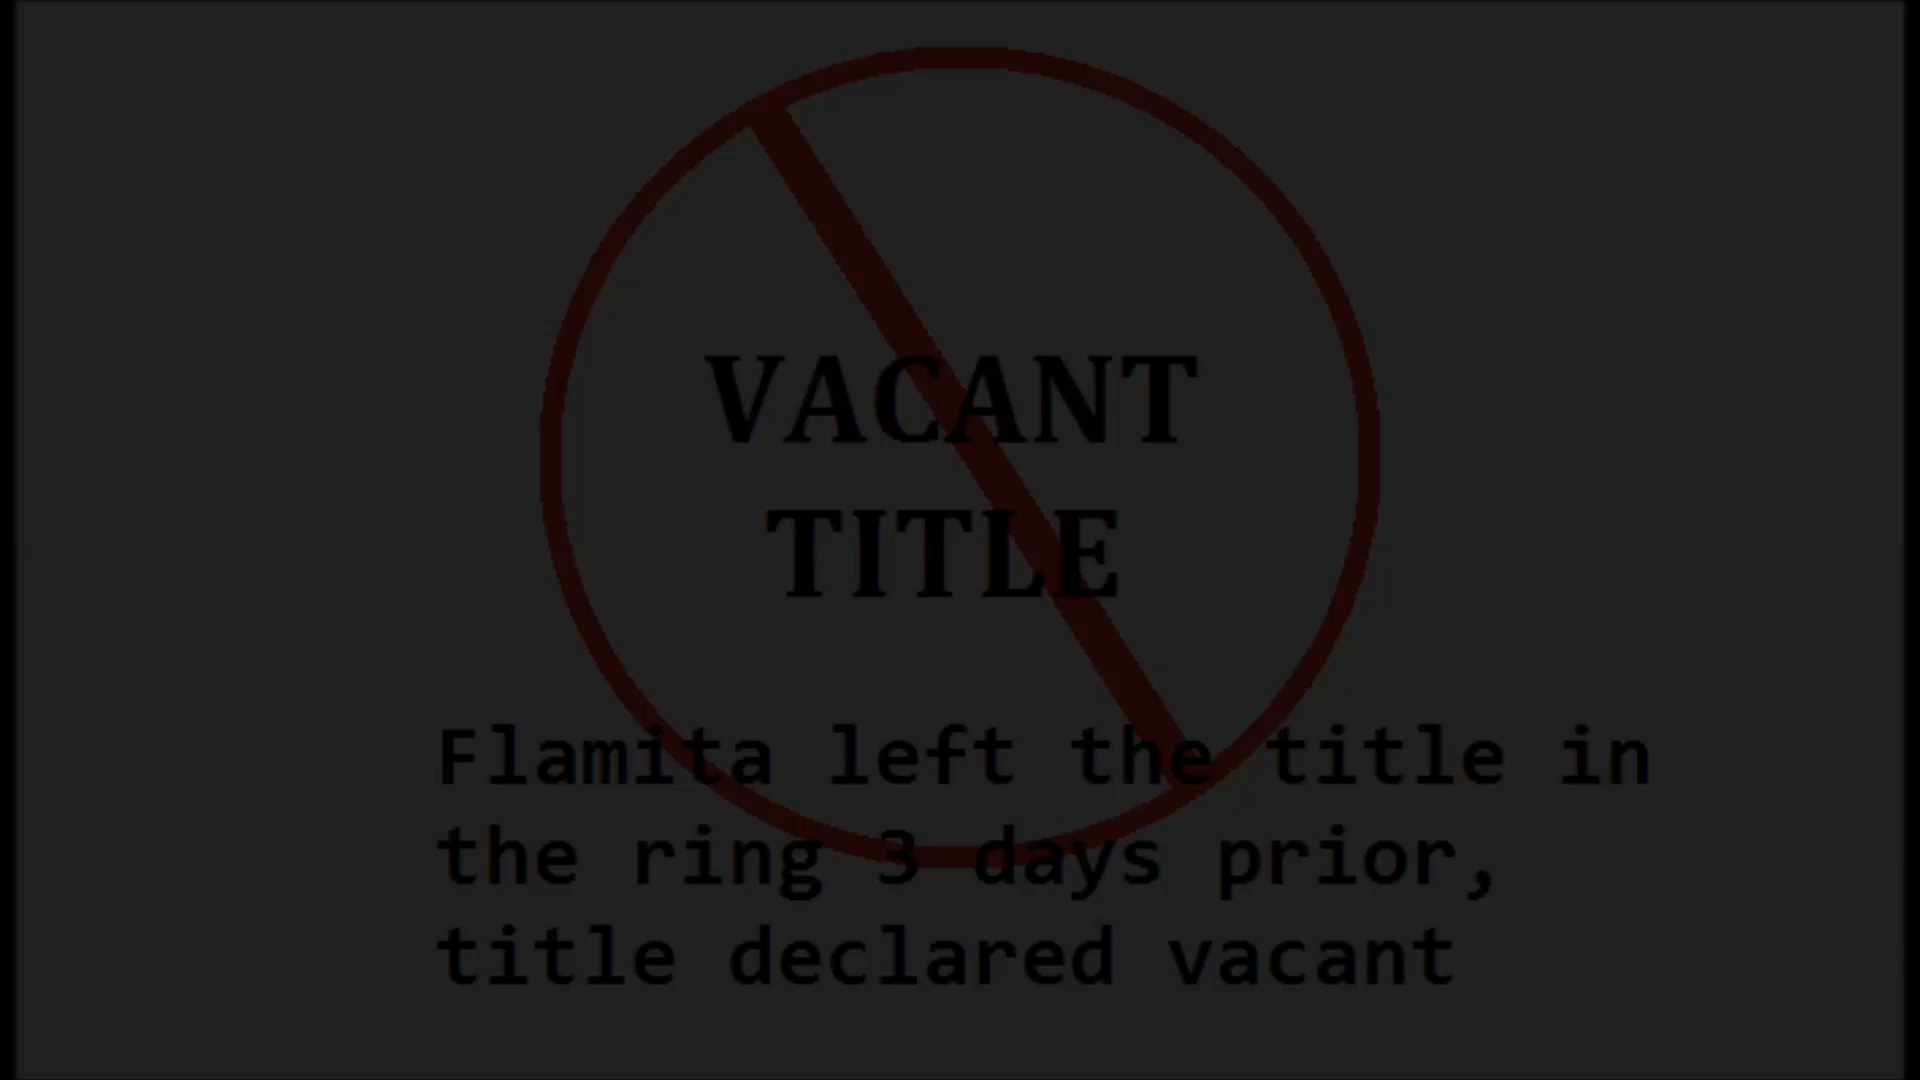 VACANT
TITLE
Flamita left the title in
the ring 3 days prior,
title declared vacant